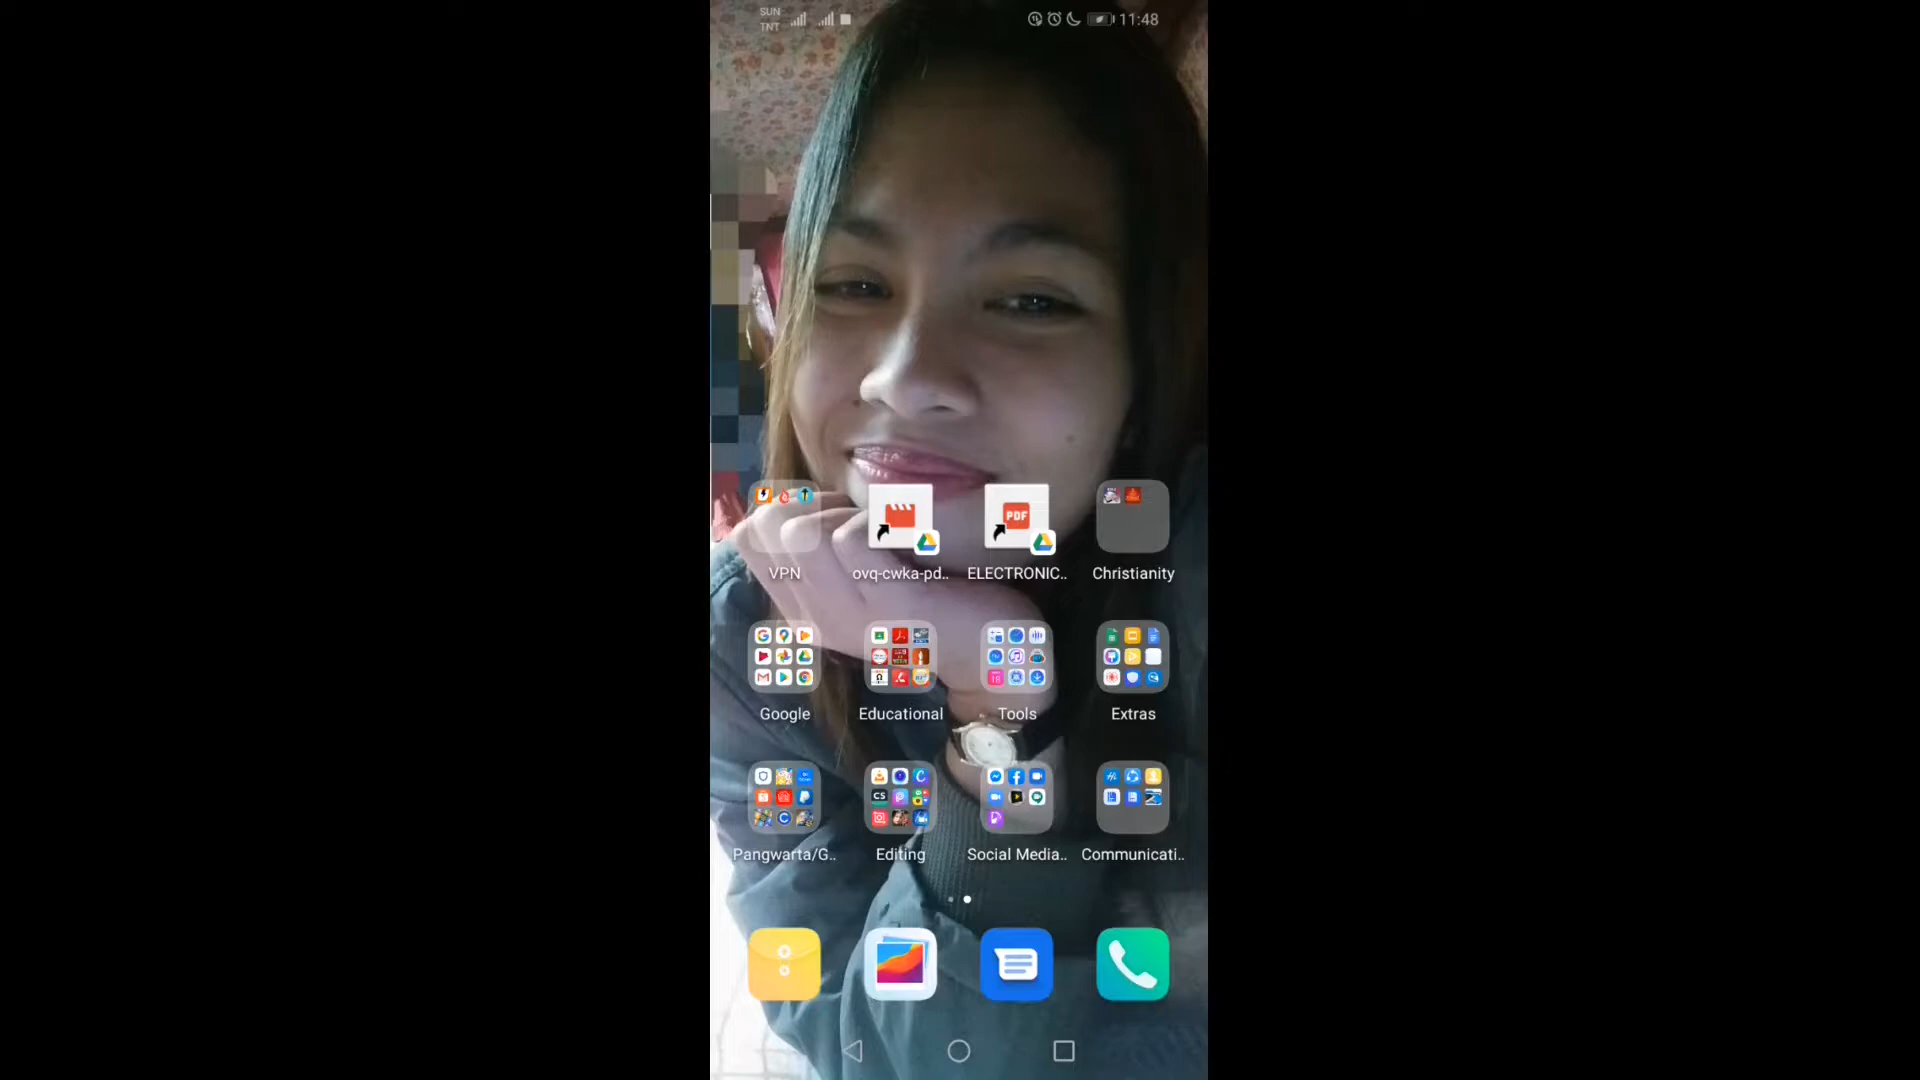 SUN
TNT
11:48
VPN
ovq-cwka-pd..
ELECTRONIC..
Christianity
PDF
Google
Educational
Tools
Extras
Pangwarta/G..
Editing
Social Media..
Communicati..